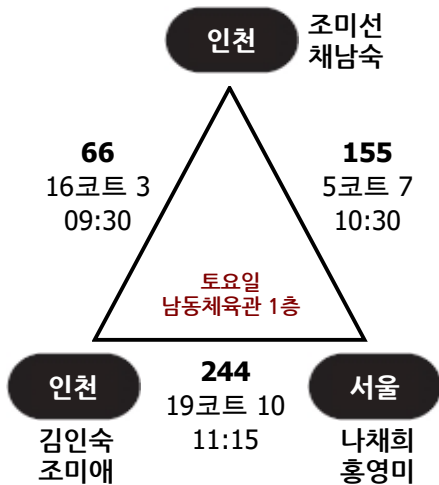 인천
조미선
채남숙
66
16코트 3
09:30
155
5코트 7
10:30
토요일
남동체육관 1층
인천
김인숙
조미애
244
19코트 10
11:15
서울
나채희
홍영미